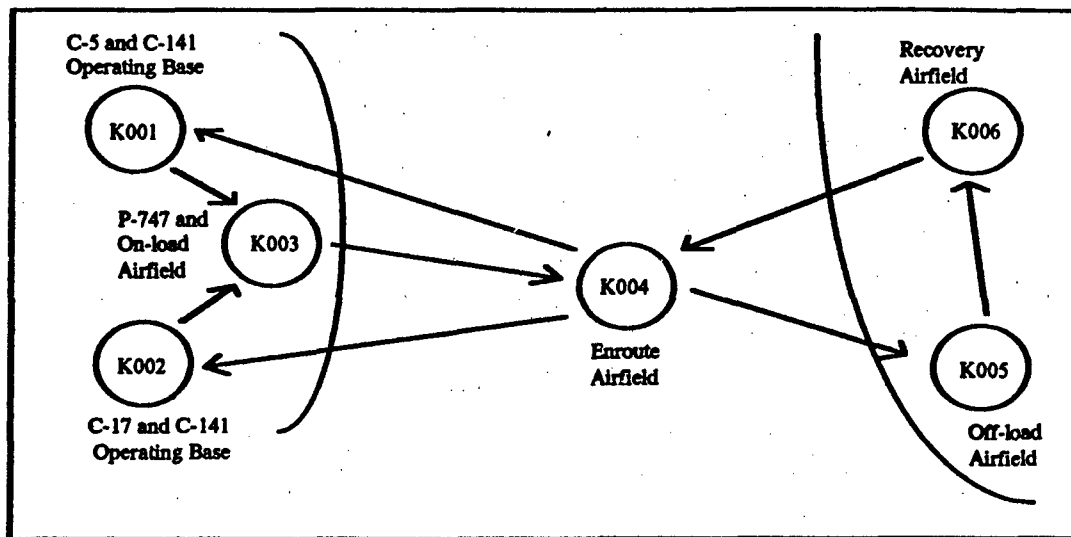 C-5 and C-141
Operating Base
K001
P-747 and
On-load
Airfield
K003
K002
C-17 and C-141
Operating Base
K004
Enroute
Airfield
Recovery
Airfield
K006
K005
Off-load
Airfield